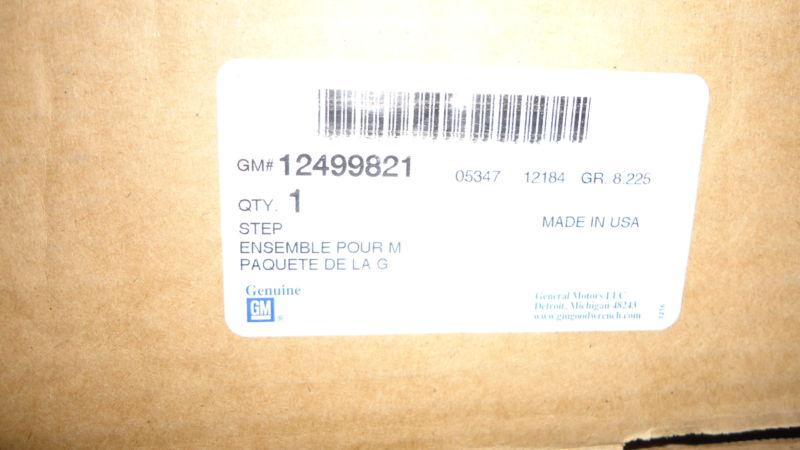 GM# 12499821 05347 12184 GR. 8.225
QTY. 1
MADE IN USA
STEP
ENSEMBLE POUR M
PAQUETE DE LA G
Genuine
GM ®
General Motors LLC
Detroit, Michigan 48243
www.gmgoodwrench.com
1216